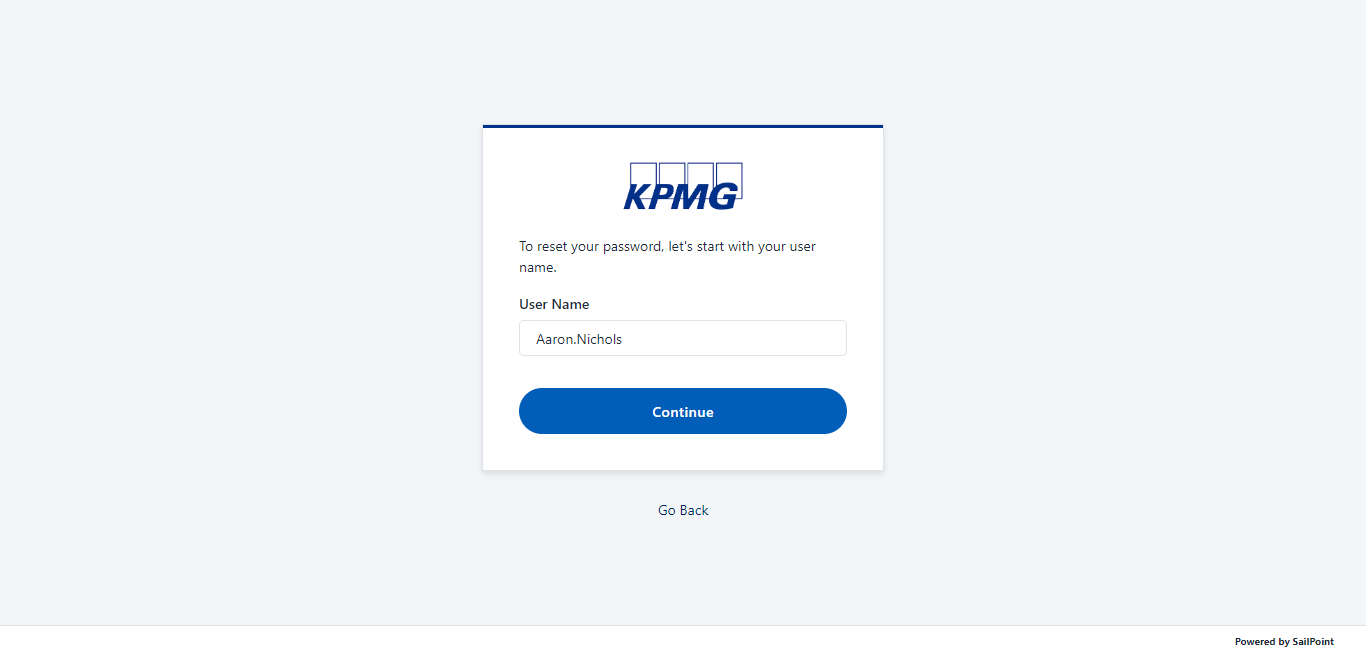 KPMG
To reset your password, let's start with your user
name.
User Name
Aaron.Nichols
Continue
Go Back
Powered by SailPoint